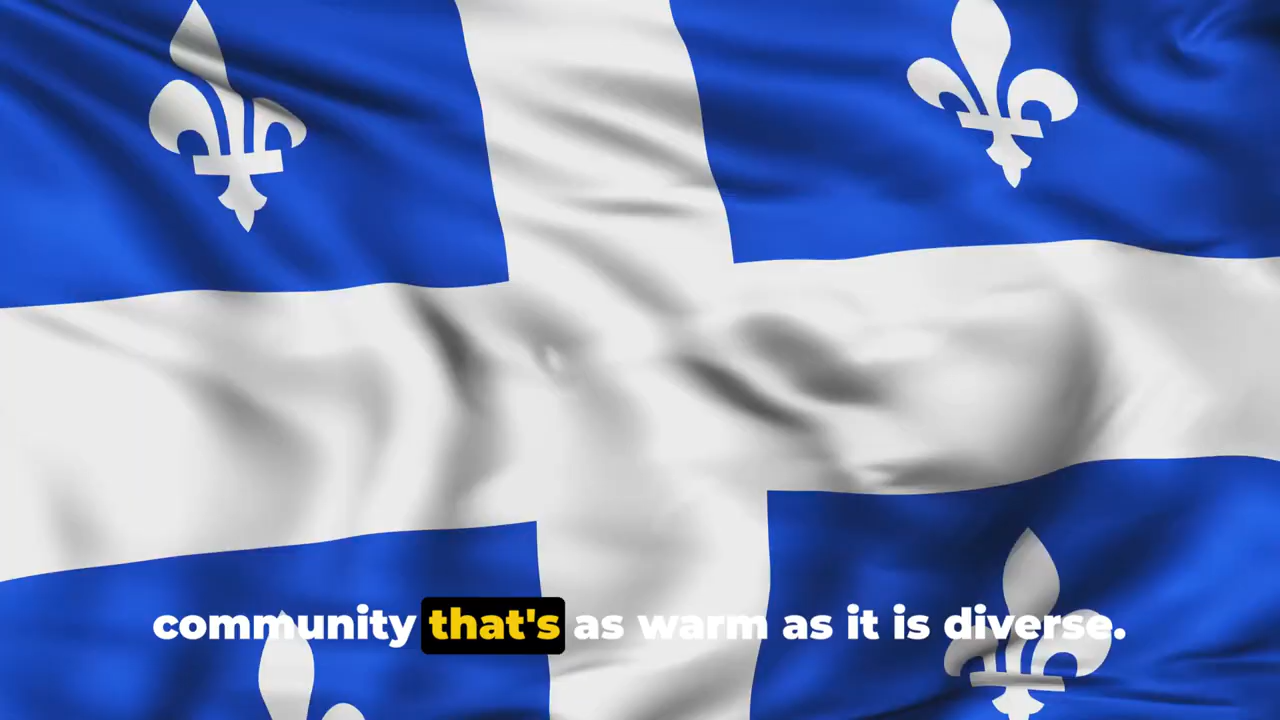 community that's as warm as it is diverse.